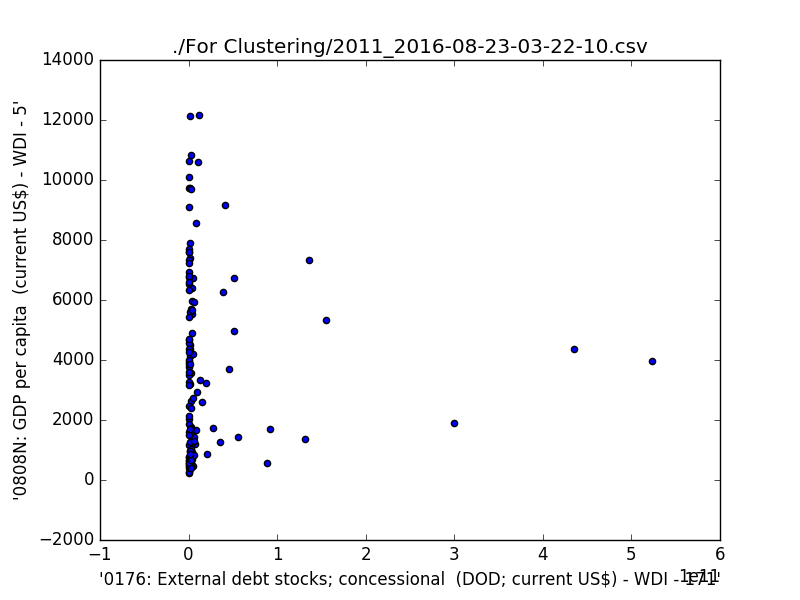 ./For Clustering/2011_2016-08-23-03-22-10.csv
14000
12000
10000
8000
6000
4000
2000
0
−2000
'0808N: GDP per capita  (current US$) - WDI - 5'
−1 0 1 2 3 4 5 6
1e11
'0176: External debt stocks; concessional  (DOD; current US$) - WDI - 171'